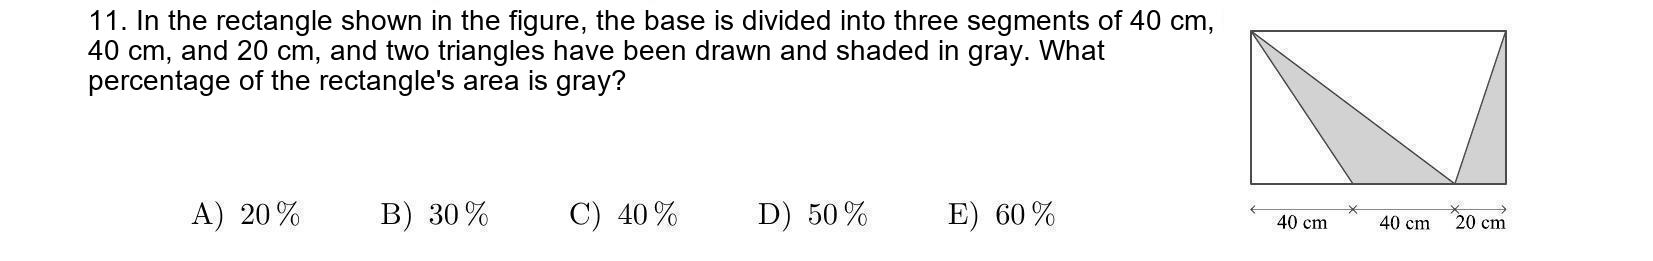 11. In the rectangle shown in the figure, the base is divided into three segments of 40 cm,
40 cm, and 20 cm, and two triangles have been drawn and shaded in gray. What
percentage of the rectangle's area is gray?
A) 20 % B) 30 % C) 40 % D) 50 % E) 60 %
40 cm 40 cm 20 cm